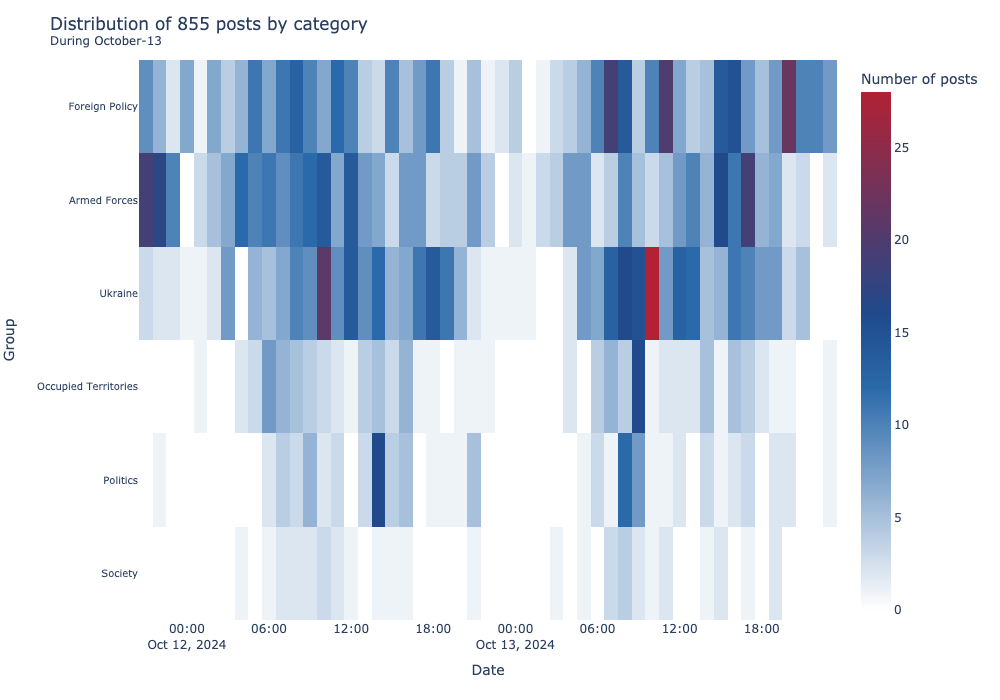 Distribution of 855 posts by category
During October-13
Number of posts
Foreign Policy
Armed Forces
Ukraine
Occupied Territories
Politics
Society
Group
25
20
15
10
5
0
00:00 06:00 12:00 18:00 00:00 06:00 12:00 18:00
Oct 12, 2024 Oct 13, 2024
Date